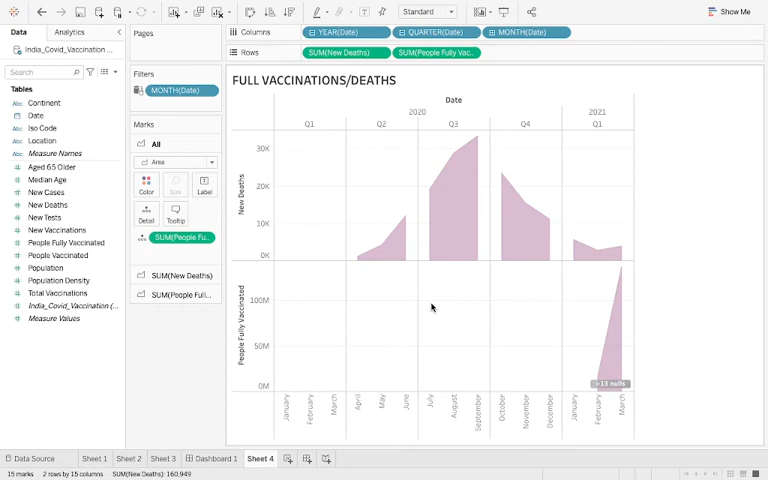 Standard
Show Me
Data
Analytics
India_Covid_Vaccination ...
Search
Tables
Abc Continent
Date
Abc Iso Code
Abc Location
Abc Measure Names
Aged 65 Older
Median Age
New Cases
New Deaths
New Tests
New Vaccinations
People Fully Vaccinated
People Vaccinated
Population
Population Density
Total Vaccinations
India_Covid_Vaccination (...
Measure Values
Pages
Filters
MONTH(Date)
Marks
All
Area
Color
Size
Label
Detail
Tooltip
SUM(People Fu..
SUM(New Deaths)
SUM(People Full...
Columns
YEAR(Date)
QUARTER(Date)
MONTH(Date)
Rows
SUM(New Deaths)
SUM(People Fully Vac..
FULL VACCINATIONS/DEATHS
Date
2020
2021
Q1
Q2
Q3
Q4
Q1
New Deaths
30K
20K
10K
0K
People Fully Vaccinated
100M
50M
0M
>13 nulls
January
February
March
April
May
June
July
August
September
October
November
December
January
February
March
Data Source
Sheet 1
Sheet 2
Sheet 3
Dashboard 1
Sheet 4
15 marks
2 rows by 15 columns
SUM(New Deaths): 160,949